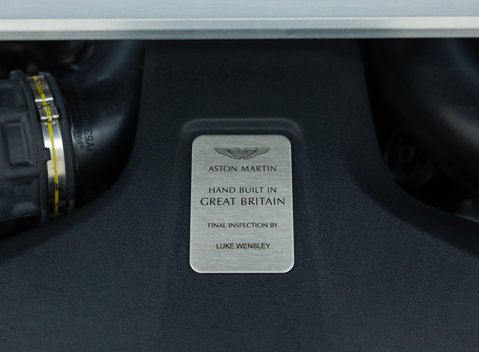 ASTON MARTIN
HAND BUILT IN
GREAT BRITAIN
FINAL INSPECTION BY
LUKE WENSLEY